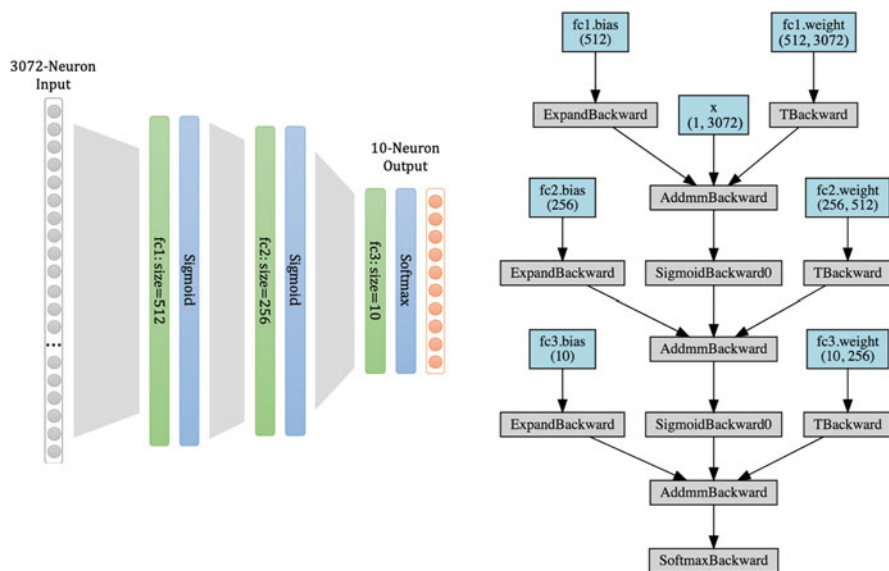 3072-Neuron
Input
fc1: size=512
Sigmoid
fc2: size=256
Sigmoid
10-Neuron
Output
fc3: size=10
Softmax
...
fc1.bias
(512)
fc1.weight
(512, 3072)
ExpandBackward
x
(1, 3072)
TBackward
fc2.bias
(256)
AddmmBackward
fc2.weight
(256, 512)
ExpandBackward
SigmoidBackward0
TBackward
fc3.bias
(10)
AddmmBackward
fc3.weight
(10, 256)
ExpandBackward
SigmoidBackward0
TBackward
AddmmBackward
SoftmaxBackward